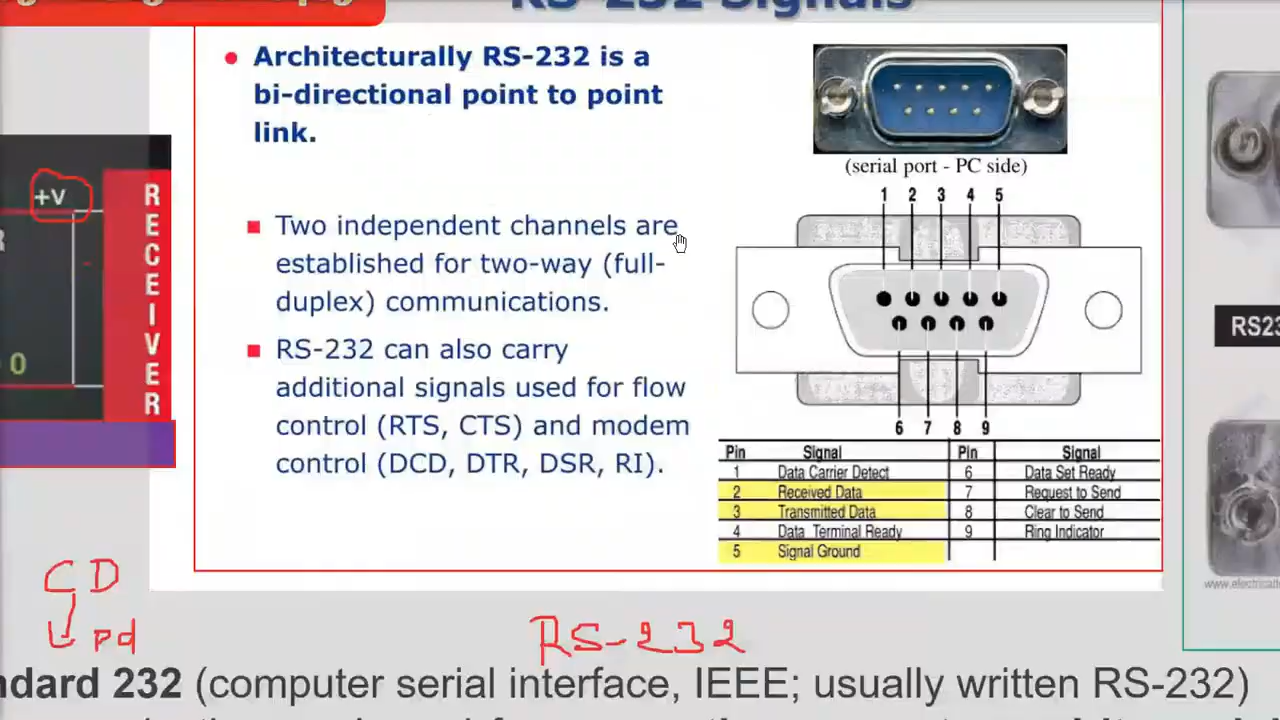 RS-232 Signals
Architecturally RS-232 is a
bi-directional point to point
link.
Two independent channels are
established for two-way (full-
duplex) communications.
RS-232 can also carry
additional signals used for flow
control (RTS, CTS) and modem
control (DCD, DTR, DSR, RI).
(serial port - PC side)
1 2 3 4 5
6 7 8 9
Pin Signal Pin Signal
1 Data Carrier Detect 6 Data Set Ready
2 Received Data 7 Request to Send
3 Transmitted Data 8 Clear to Send
4 Data Terminal Ready 9 Ring Indicator
5 Signal Ground
+V
RECEIVER
0
RS23
CD
pd
RS-232
ndard 232 (computer serial interface, IEEE; usually written RS-232)